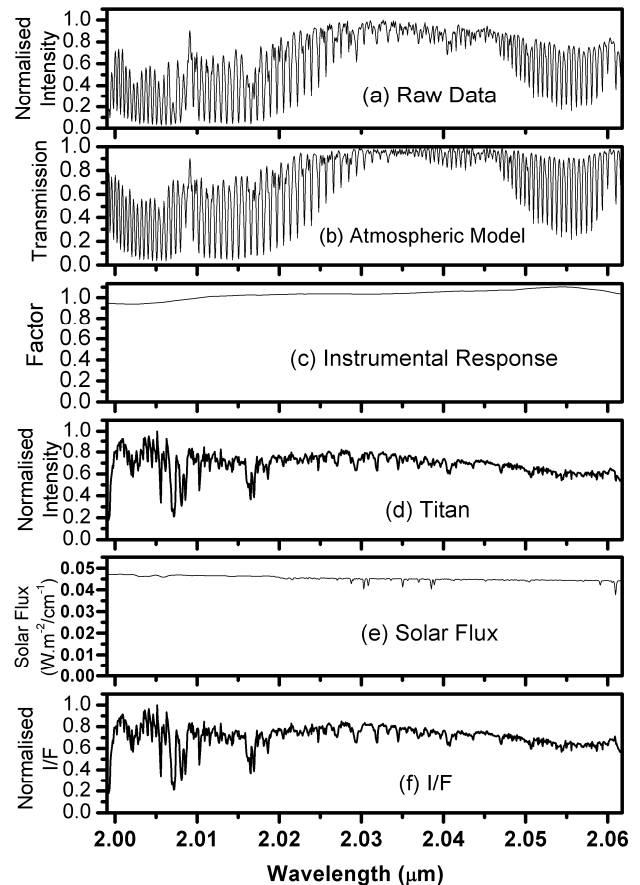 Normalised Intensity
1.0
0.8
0.6
0.4
0.2
0.0
(a) Raw Data
Transmission
1.0
0.8
0.6
0.4
0.2
0.0
(b) Atmospheric Model
Factor
1.0
0.8
0.6
0.4
0.2
0.0
(c) Instrumental Response
Normalised Intensity
1.0
0.8
0.6
0.4
0.2
0.0
(d) Titan
Solar Flux
(W.m⁻²/cm⁻¹)
0.05
0.04
0.03
0.02
0.01
0.00
(e) Solar Flux
Normalised I/F
1.0
0.8
0.6
0.4
0.2
0.0
(f) I/F
2.00 2.01 2.02 2.03 2.04 2.05 2.06
Wavelength (μm)